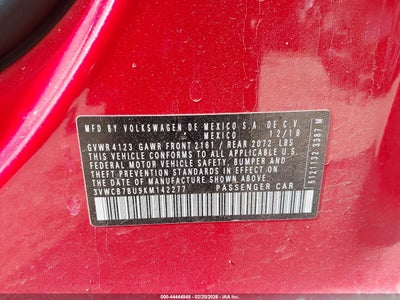 MFD BY VOLKSWAGEN DE MEXICO S.A. DE C.V.
MEXICO 12/18
GVWR 4123 GAWR FRONT 2161 / REAR 2072 LBS
THIS VEHICLE CONFORMS TO ALL APPLICABLE U.S.
FEDERAL MOTOR VEHICLE SAFETY, BUMPER AND
THEFT PREVENTION STANDARDS IN EFFECT ON
THE DATE OF MANUFACTURE SHOWN ABOVE.
3VWCB7BU9KM142277 PASSENGER CAR
5121132 3387 M
000-44444848 - 02/20/2026 - IAA Inc.